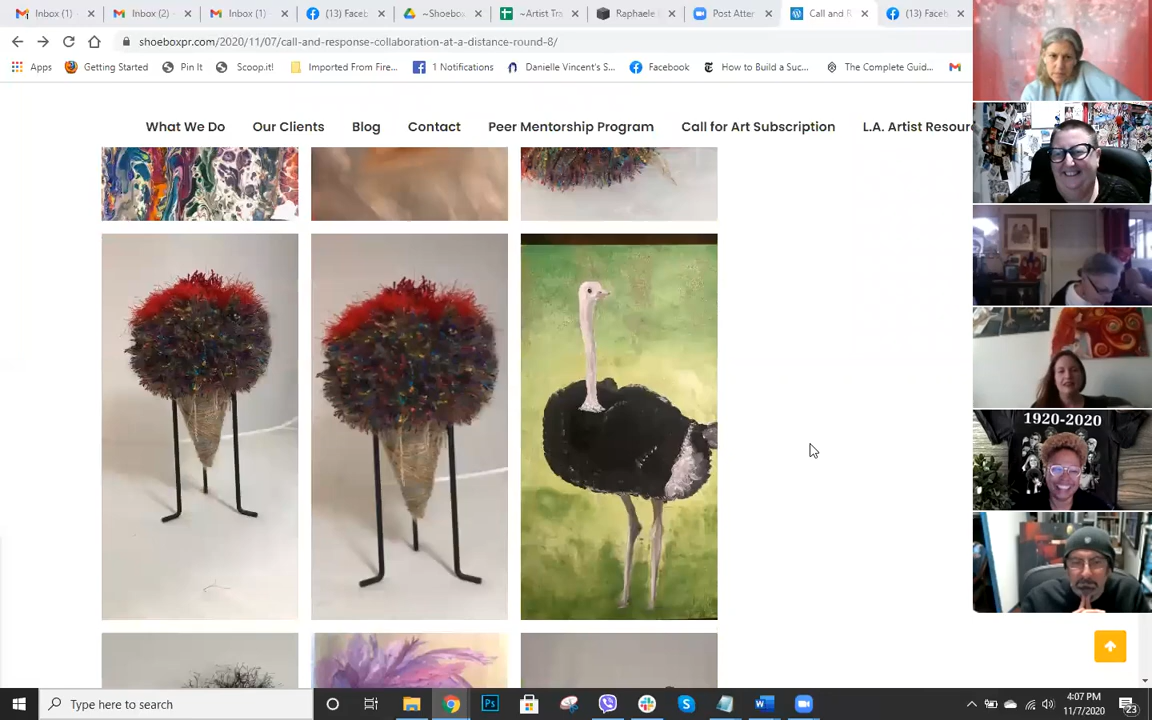 Inbox (1) Inbox (2) Inbox (1) (13) Faceb ~Shoebo ~Artist Tra Raphaele Post Atter Call and R (13) Faceb
shoeboxpr.com/2020/11/07/call-and-response-collaboration-at-a-distance-round-8/
Apps Getting Started Pin It Scoop.it! Imported From Fire... 1 Notifications Danielle Vincent's S... Facebook How to Build a Suc... The Complete Guid...
What We Do Our Clients Blog Contact Peer Mentorship Program Call for Art Subscription L.A. Artist Resour
1920-2020
Type here to search
4:07 PM
11/7/2020
23